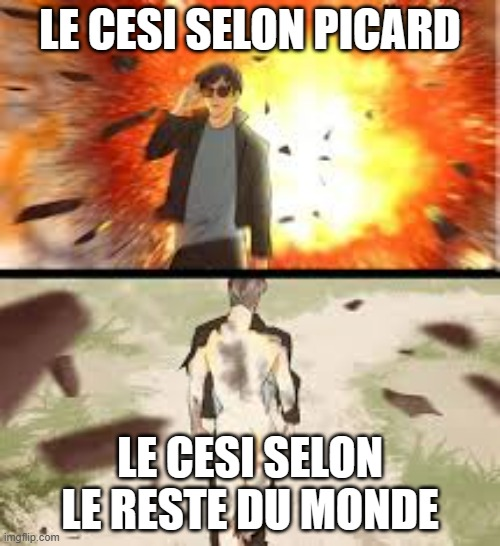 LE CESI SELON PICARD
LE CESI SELON
LE RESTE DU MONDE
imgflip.com